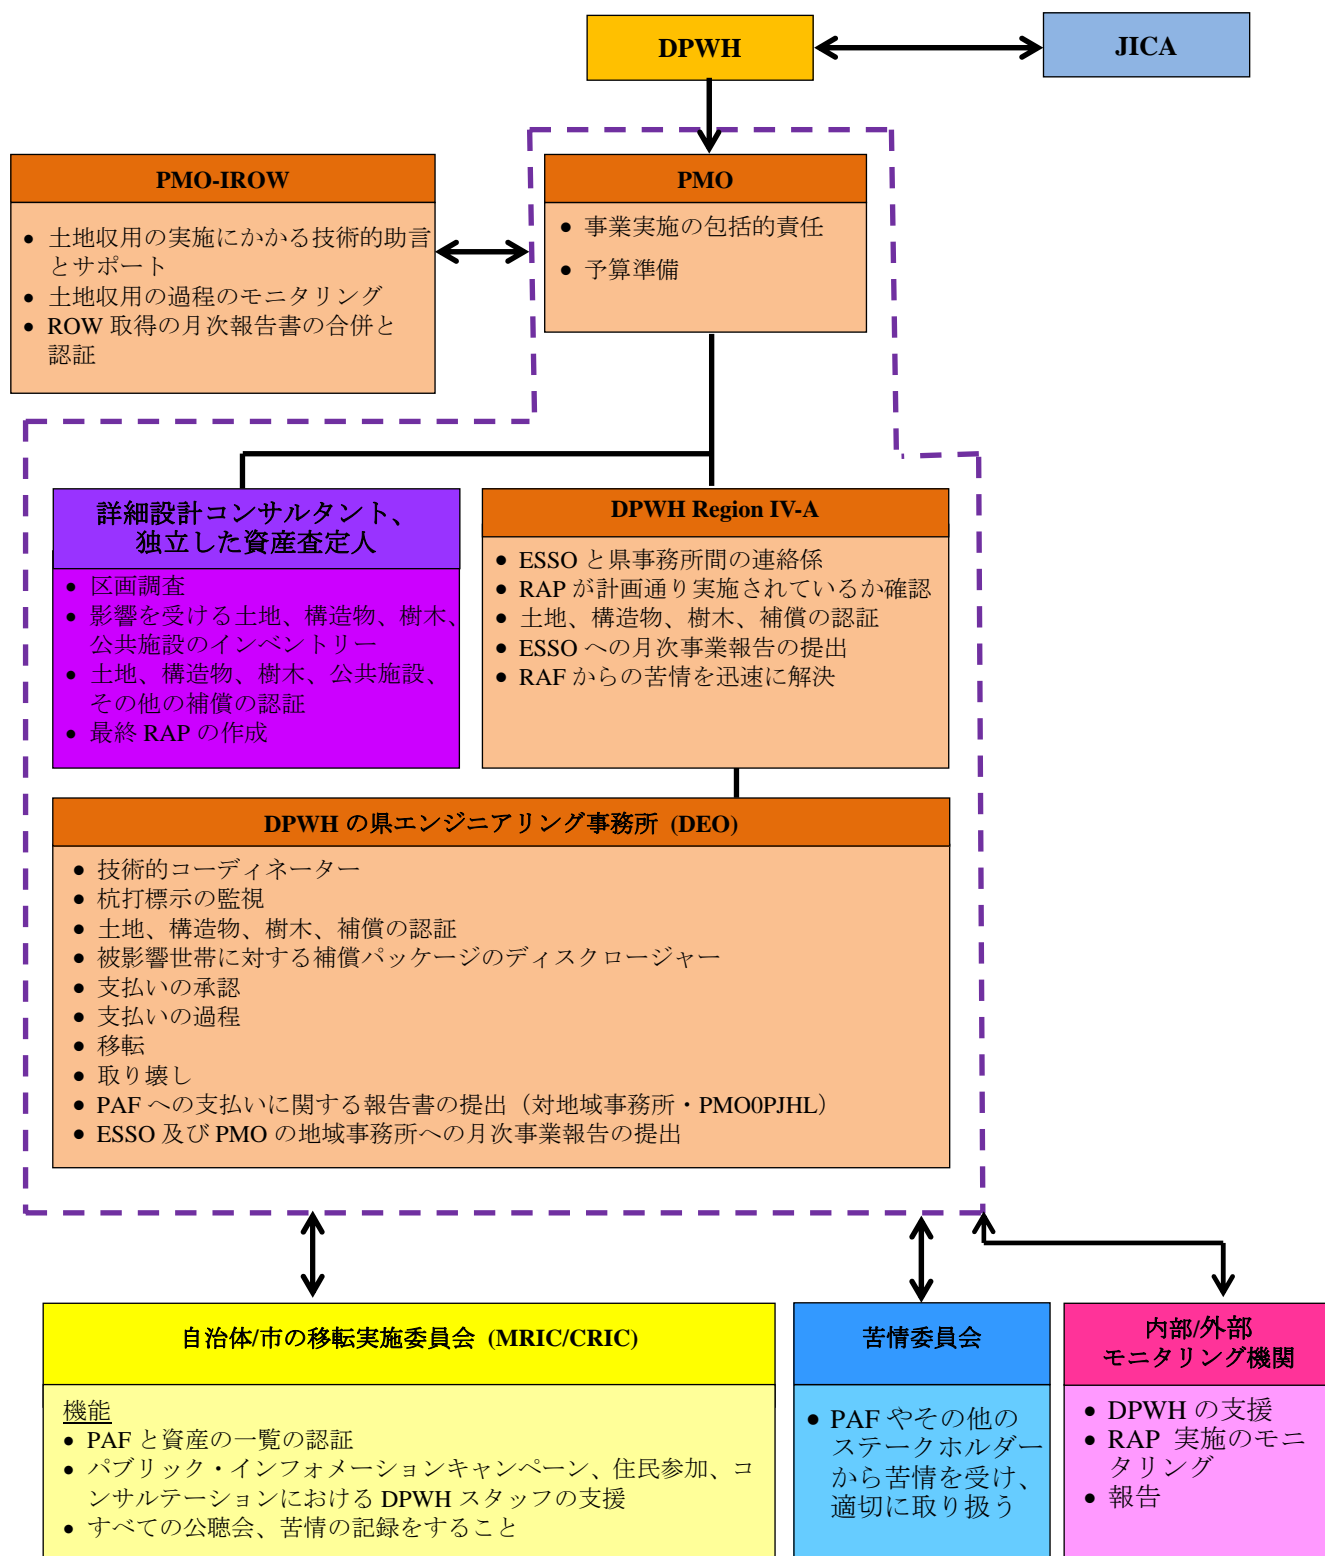 DPWH
JICA
PMO-IROW
• 土地収用の実施にかかる技術的助言
とサポート
• 土地収用の過程のモニタリング
• ROW 取得の月次報告書の合併と
認証
PMO
• 事業実施の包括的責任
• 予算準備
詳細設計コンサルタント、
独立した資産査定人
• 区画調査
• 影響を受ける土地、構造物、樹木、
公共施設のインベントリー
• 土地、構造物、樹木、公共施設、
その他の補償の認証
• 最終 RAP の作成
DPWH Region IV-A
• ESSO と県事務所間の連絡係
• RAP が計画通り実施されているか確認
• 土地、構造物、樹木、補償の認証
• ESSO への月次事業報告の提出
• RAF からの苦情を迅速に解決
DPWH の県エンジニアリング事務所 (DEO)
• 技術的コーディネーター
• 杭打標示の監視
• 土地、構造物、樹木、補償の認証
• 被影響世帯に対する補償パッケージのディスクロージャー
• 支払いの承認
• 支払いの過程
• 移転
• 取り壊し
• PAF への支払いに関する報告書の提出（対地域事務所・PMO0PJHL）
• ESSO 及び PMO の地域事務所への月次事業報告の提出
自治体/市の移転実施委員会 (MRIC/CRIC)
機能
• PAF と資産の一覧の認証
• パブリック・インフォメーションキャンペーン、住民参加、コ
ンサルテーションにおける DPWH スタッフの支援
• すべての公聴会、苦情の記録をすること
苦情委員会
• PAF やその他の
ステークホルダー
から苦情を受け、
適切に取り扱う
内部/外部
モニタリング機関
• DPWH の支援
• RAP 実施のモニ
タリング
• 報告